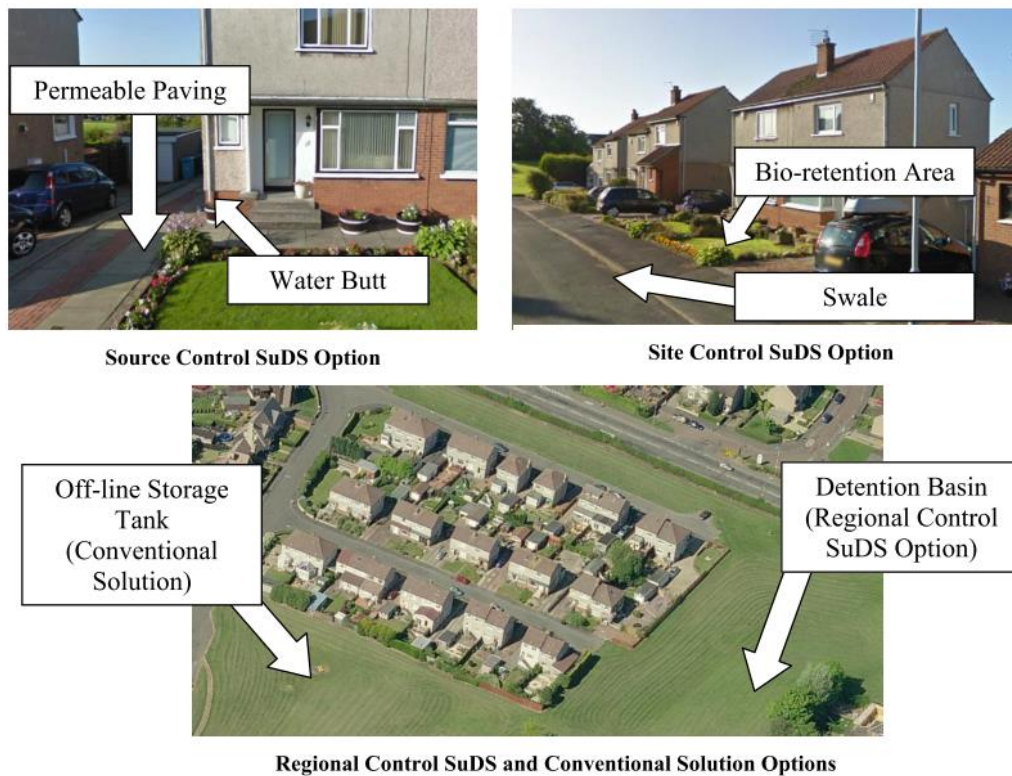 Permeable Paving
Water Butt
Source Control SuDS Option
Bio-retention Area
Swale
Site Control SuDS Option
Off-line Storage
Tank
(Conventional
Solution)
Detention Basin
(Regional Control
SuDS Option)
Regional Control SuDS and Conventional Solution Options